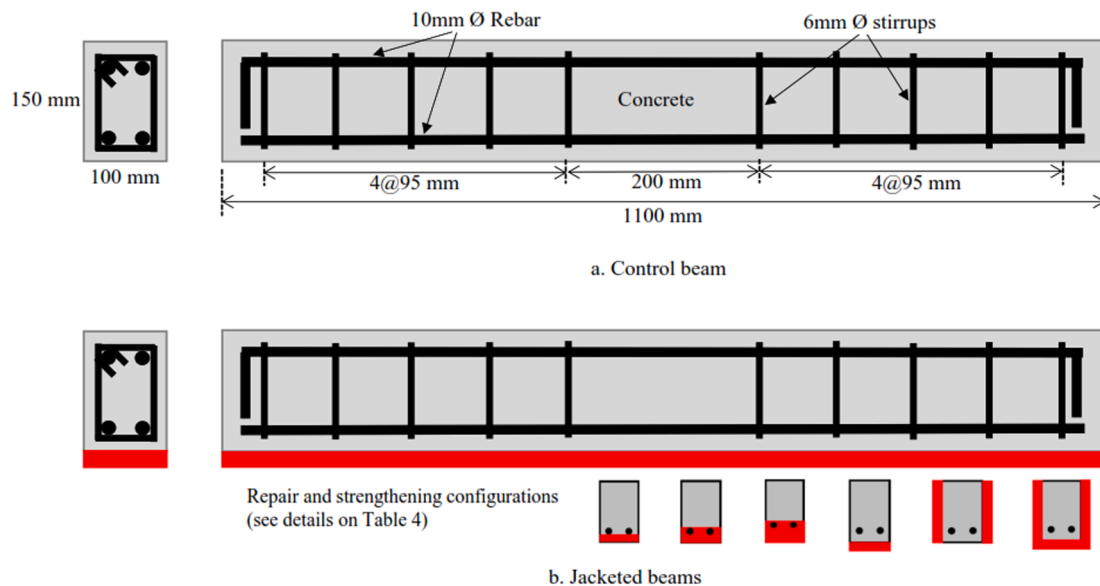 10mm Ø Rebar
6mm Ø stirrups
150 mm
Concrete
100 mm
4@95 mm
200 mm
4@95 mm
1100 mm
a. Control beam
Repair and strengthening configurations
(see details on Table 4)
b. Jacketed beams